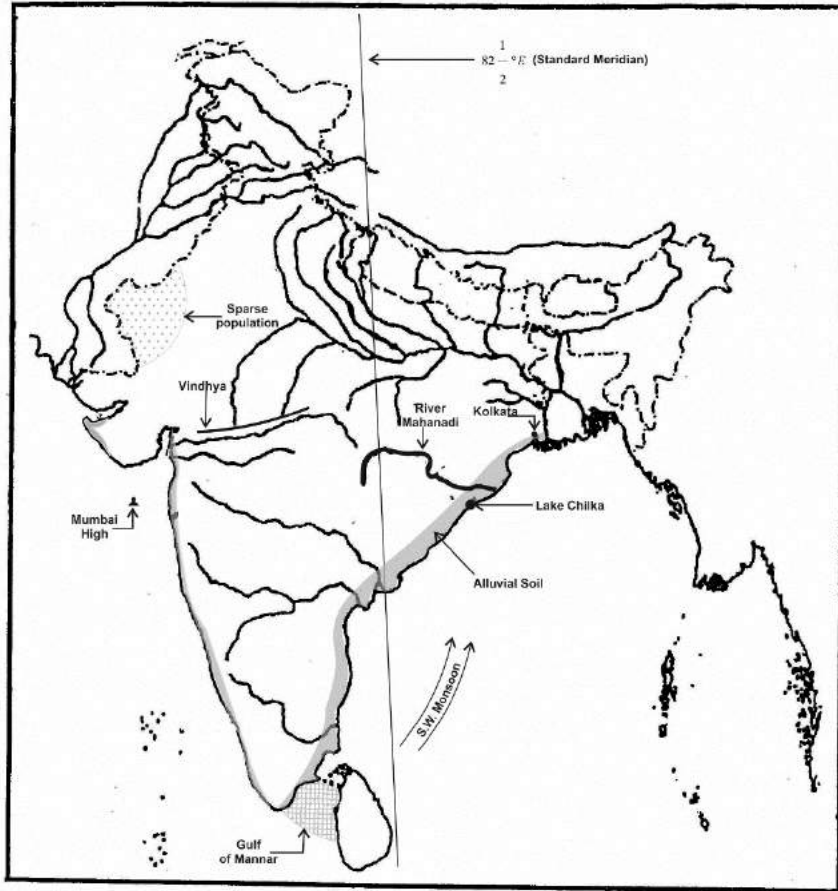 1
82 — °E (Standard Meridian)
2
Sparse
population
Vindhya
River
Mahanadi
Kolkata
Mumbai
High
Lake Chilka
Alluvial Soil
S.W. Monsoon
Gulf
of Mannar